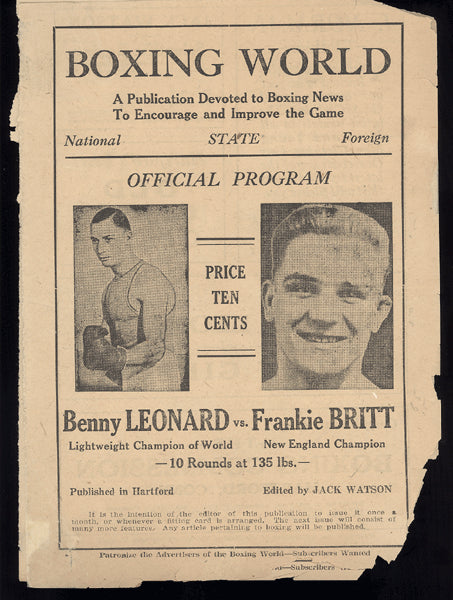 BOXING WORLD
A Publication Devoted to Boxing News
To Encourage and Improve the Game
National STATE Foreign
OFFICIAL PROGRAM
PRICE
TEN
CENTS
Benny LEONARD vs. Frankie BRITT
Lightweight Champion of World New England Champion
—10 Rounds at 135 lbs.—
Published in Hartford Edited by JACK WATSON
It is the intention of the editor of this publication to issue it once a
month, or whenever a fitting card is arranged. The next issue will consist of
many more features. Any article pertaining to boxing will be published.
Patronize the Advertisers of the Boxing World—Subscribers Wanted
—Subscribers